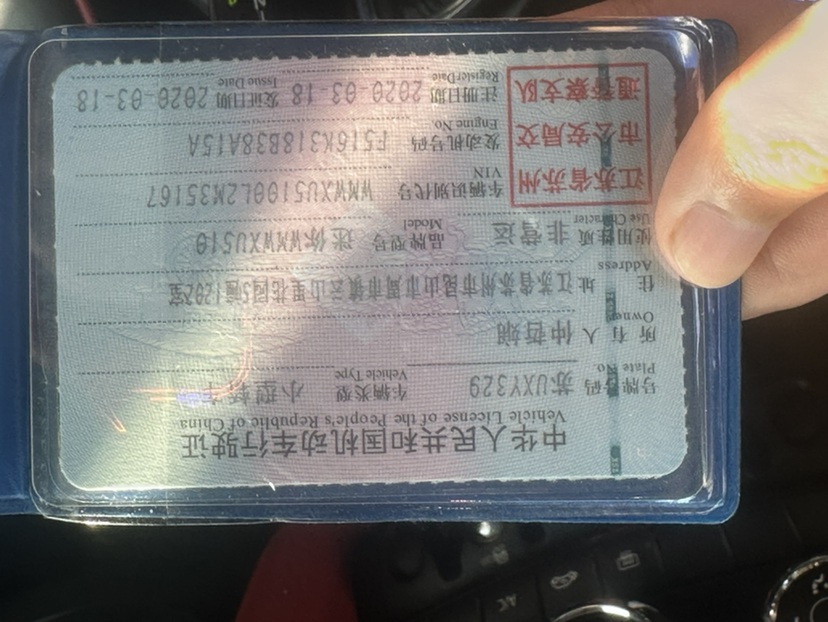 中华人民共和国机动车行驶证
Vehicle License of the People's Republic of China
号牌号码 苏UXY329 车辆类型 小型轿车
Plate No. Vehicle Type
所有人 仲哲
Owner
住址 江苏省苏州市昆山市周市镇云山里花园5幢1202室
Address
使用性质 非营运 品牌型号 迷你WMWXU510
Use Character Model
江苏省苏州
市公安局交
通警察支队
车辆识别代号 WMWXU5100L2M35167
VIN
发动机号码 F516K318B38A15A
Engine No.
注册日期 2020-03-18 发证日期 2020-03-18
Register Date Issue Date